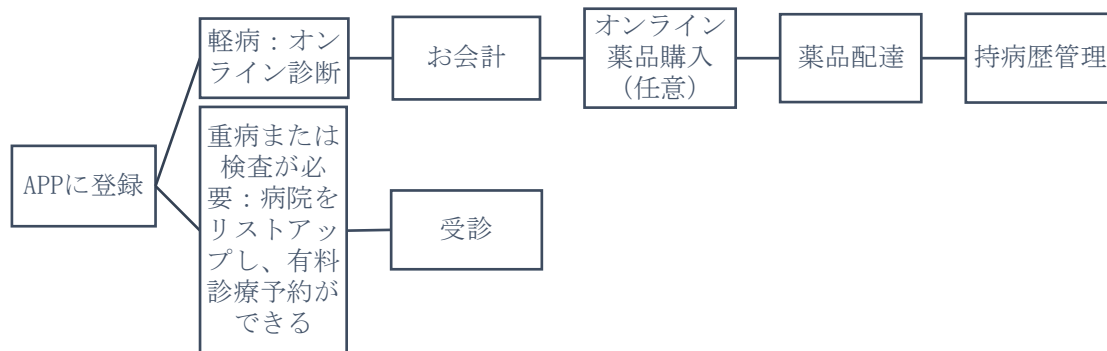 APPに登録
軽病：オン
ライン診断
お会計
オンライン
薬品購入
（任意）
薬品配達
持病歴管理
重病または
検査が必
要：病院を
リストアッ
プし、有料
診療予約が
できる
受診